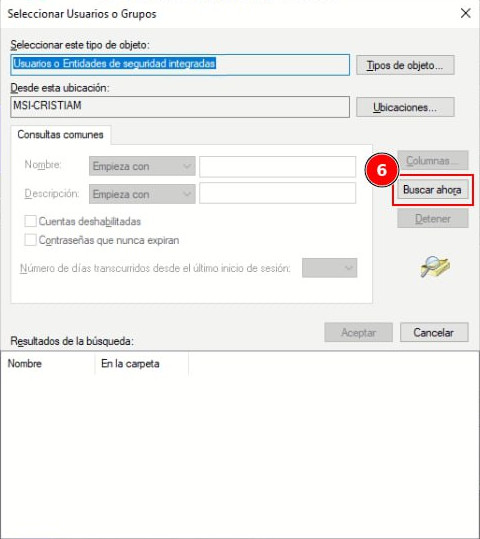 Seleccionar Usuarios o Grupos
Seleccionar este tipo de objeto:
Usuarios o Entidades de seguridad integradas
Tipos de objeto...
Desde esta ubicación:
MSI-CRISTIAM
Ubicaciones...
Consultas comunes
Nombre:
Empieza con
Descripción:
Empieza con
Cuentas deshabilitadas
Contraseñas que nunca expiran
Número de días transcurridos desde el último inicio de sesión:
Columnas...
6
Buscar ahora
Detener
Aceptar
Cancelar
Resultados de la búsqueda:
Nombre
En la carpeta